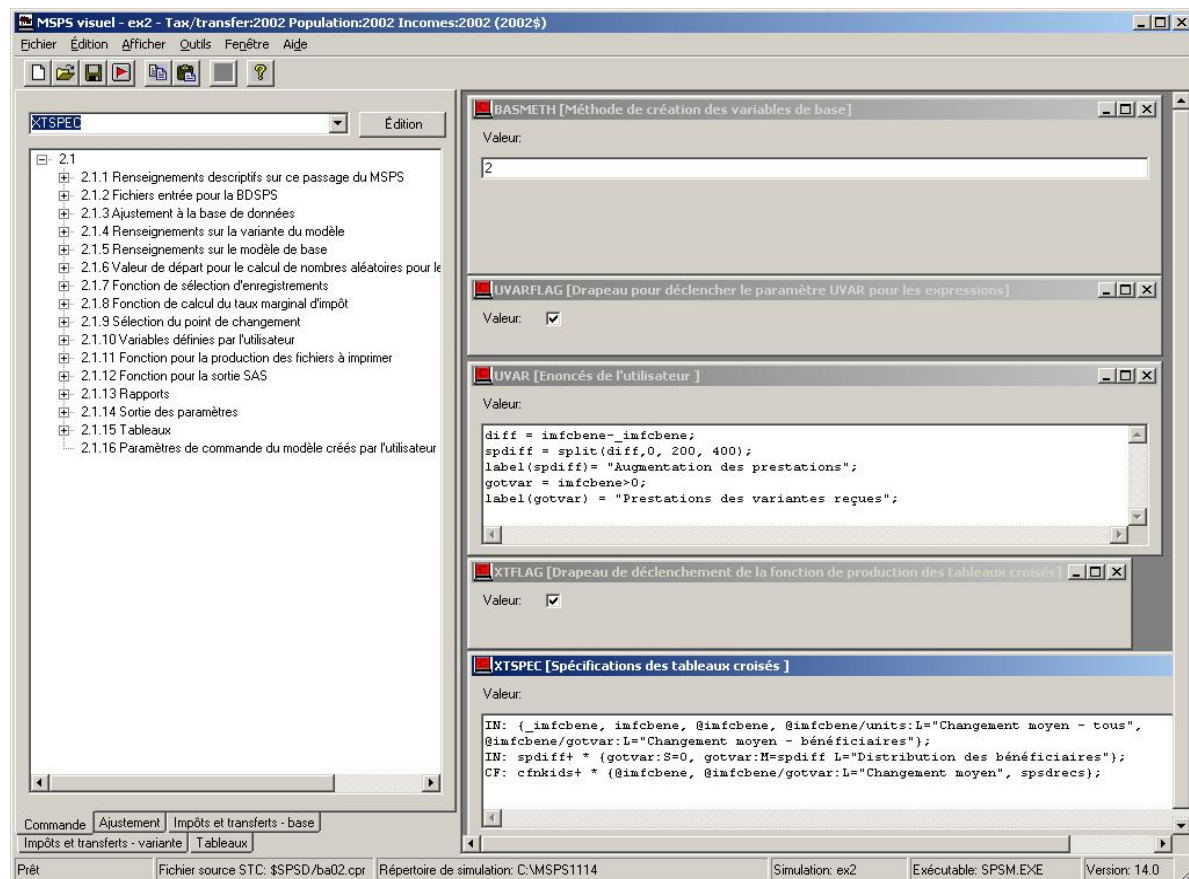 MSPS visuel - ex2 - Tax/transfer:2002 Population:2002 Incomes:2002 (2002$)
Fichier Édition Afficher Outils Fenêtre Aide
XTSPEC
Édition
2.1
2.1.1 Renseignements descriptifs sur ce passage du MSPS
2.1.2 Fichiers entrée pour la BDSPS
2.1.3 Ajustement à la base de données
2.1.4 Renseignements sur la variante du modèle
2.1.5 Renseignements sur le modèle de base
2.1.6 Valeur de départ pour le calcul de nombres aléatoires pour le
2.1.7 Fonction de sélection d'enregistrements
2.1.8 Fonction de calcul du taux marginal d'impôt
2.1.9 Sélection du point de changement
2.1.10 Variables définies par l'utilisateur
2.1.11 Fonction pour la production des fichiers à imprimer
2.1.12 Fonction pour la sortie SAS
2.1.13 Rapports
2.1.14 Sortie des paramètres
2.1.15 Tableaux
2.1.16 Paramètres de commande du modèle créés par l'utilisateur
Commande Ajustement Impôts et transferts - base
Impôts et transferts - variante Tableaux
BASMETH [Méthode de création des variables de base]
Valeur:
2
UVARFLAG [Drapeau pour déclencher le paramètre UVAR pour les expressions]
Valeur:
UVAR [Enoncés de l'utilisateur ]
Valeur:
diff = imfcbene-_imfcbene;
spdiff = split(diff,0, 200, 400);
label(spdiff)= "Augmentation des prestations";
gotvar = imfcbene>0;
label(gotvar) = "Prestations des variantes reçues";
XTFLAG [Drapeau de déclenchement de la fonction de production des tableaux croisés]
Valeur:
XTSPEC [Spécifications des tableaux croisés ]
Valeur:
IN: {_imfcbene, imfcbene, @imfcbene, @imfcbene/units:L="Changement moyen - tous",
@imfcbene/gotvar:L="Changement moyen - bénéficiaires"};
IN: spdiff+ * {gotvar:S=0, gotvar:M=spdiff L="Distribution des bénéficiaires"};
CF: cfnkids+ * {@imfcbene, @imfcbene/gotvar:L="Changement moyen", spsdrecs};
Prêt Fichier source STC: $SPSD/ba02.cpr Répertoire de simulation: C:\MSPS1114 Simulation: ex2 Exécutable: SPSM.EXE Version: 14.0